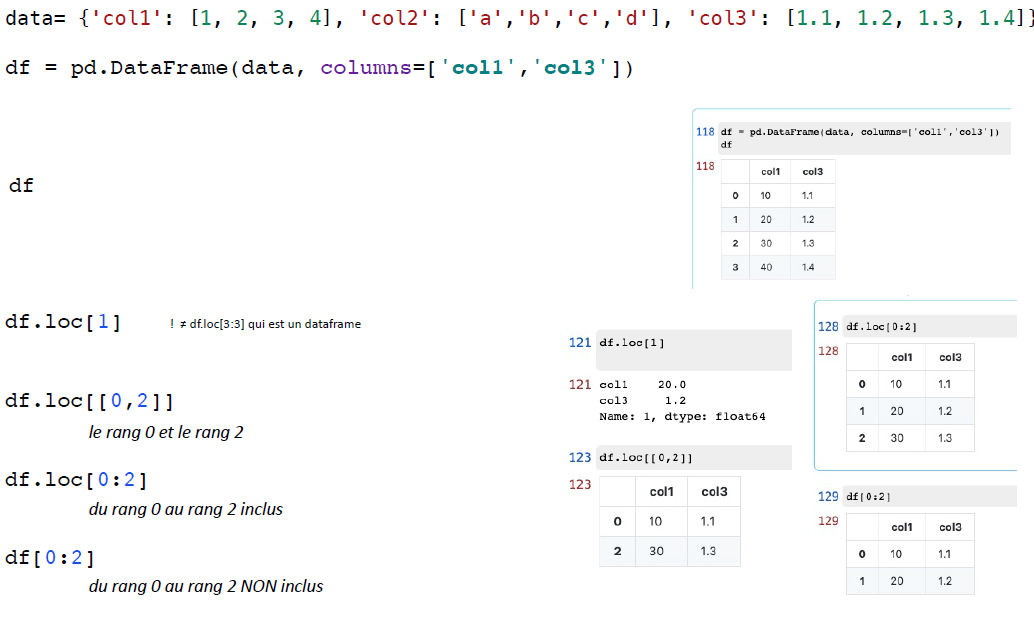 data= {'col1': [1, 2, 3, 4], 'col2': ['a','b','c','d'], 'col3': [1.1, 1.2, 1.3, 1.4]}
df = pd.DataFrame(data, columns=['col1','col3'])
118 df = pd.DataFrame(data, columns=['col1','col3'])
df
118
col1 col3
0 10 1.1
1 20 1.2
2 30 1.3
3 40 1.4
df
df.loc[1] ! ≠ df.loc[3:3] qui est un dataframe
df.loc[[0,2]]
le rang 0 et le rang 2
df.loc[0:2]
du rang 0 au rang 2 inclus
df[0:2]
du rang 0 au rang 2 NON inclus
121 df.loc[1]
121 col1 20.0
col3 1.2
Name: 1, dtype: float64
123 df.loc[[0,2]]
123
col1 col3
0 10 1.1
2 30 1.3
128 df.loc[0:2]
128
col1 col3
0 10 1.1
1 20 1.2
2 30 1.3
129 df[0:2]
129
col1 col3
0 10 1.1
1 20 1.2